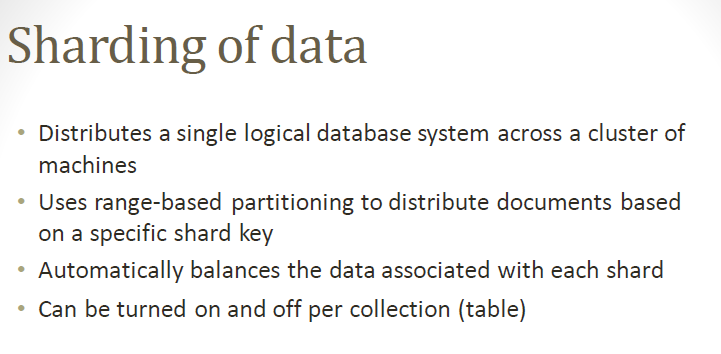 Sharding of data
• Distributes a single logical database system across a cluster of
machines
• Uses range-based partitioning to distribute documents based
on a specific shard key
• Automatically balances the data associated with each shard
• Can be turned on and off per collection (table)